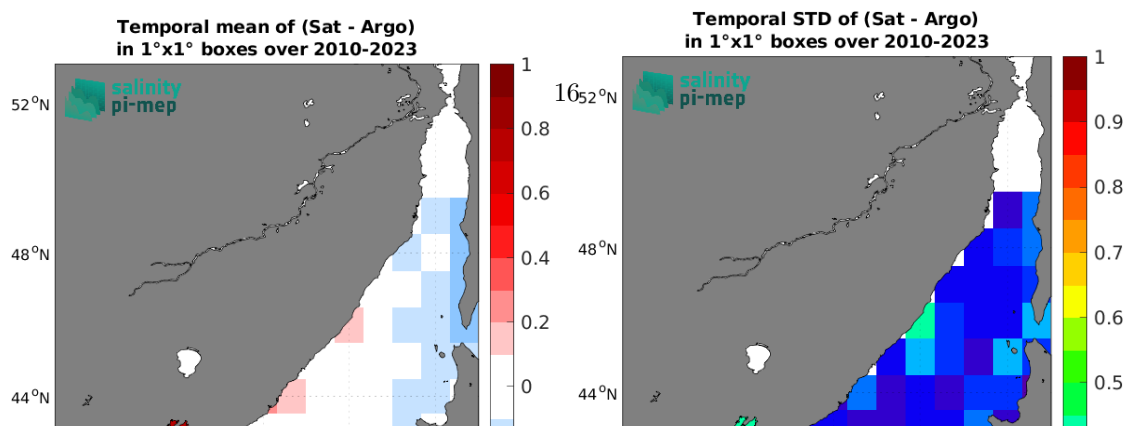 Temporal mean of (Sat - Argo)
in 1°x1° boxes over 2010-2023
salinity
pi-mep
52°N
48°N
44°N
1
0.8
0.6
0.4
0.2
0
16
Temporal STD of (Sat - Argo)
in 1°x1° boxes over 2010-2023
salinity
pi-mep
52°N
48°N
44°N
1
0.9
0.8
0.7
0.6
0.5